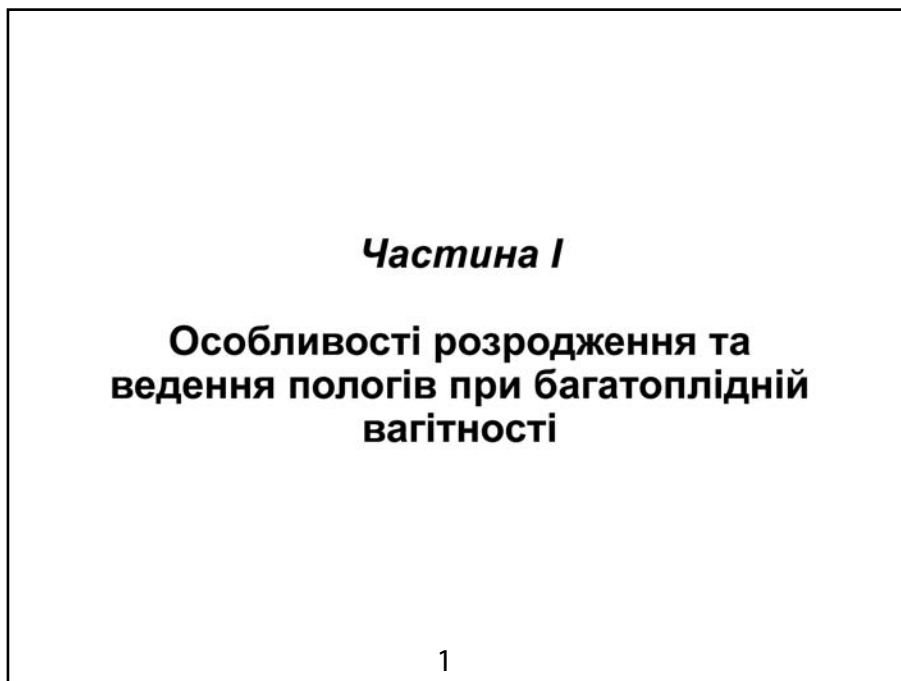 Частина I
Особливості розродження та
ведення пологів при багатоплідній
вагітності
1